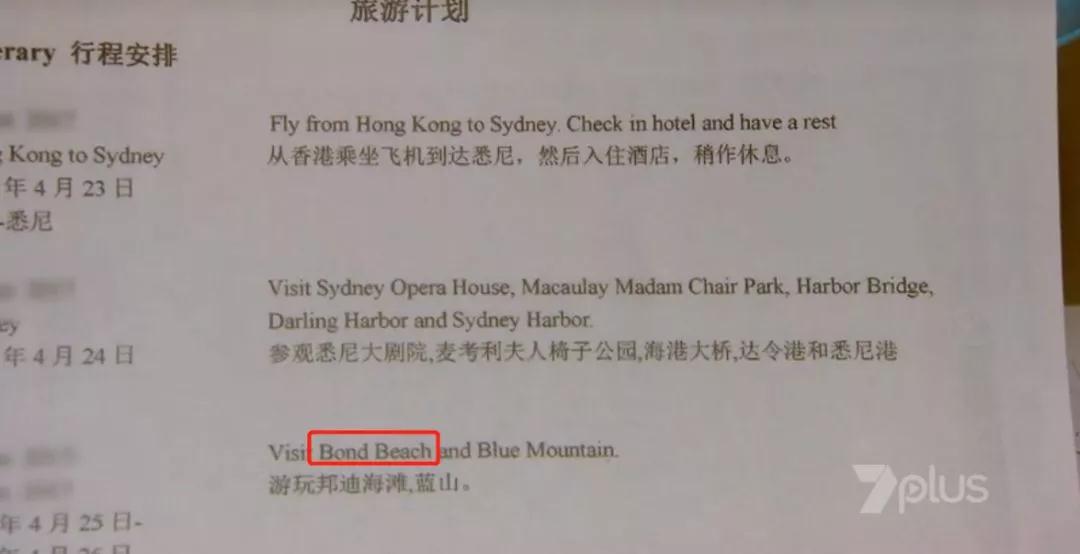 旅游计划
erary 行程安排
Fly from Hong Kong to Sydney. Check in hotel and have a rest
Kong to Sydney
从香港乘坐飞机到达悉尼，然后入住酒店，稍作休息。
年 4 月 23 日
-悉尼
Visit Sydney Opera House, Macaulay Madam Chair Park, Harbor Bridge,
ey
Darling Harbor and Sydney Harbor.
年 4 月 24 日
参观悉尼大剧院,麦考利夫人椅子公园,海港大桥,达令港和悉尼港
Visit Bond Beach and Blue Mountain.
游玩邦迪海滩,蓝山。
年 4 月 25 日-
7plus